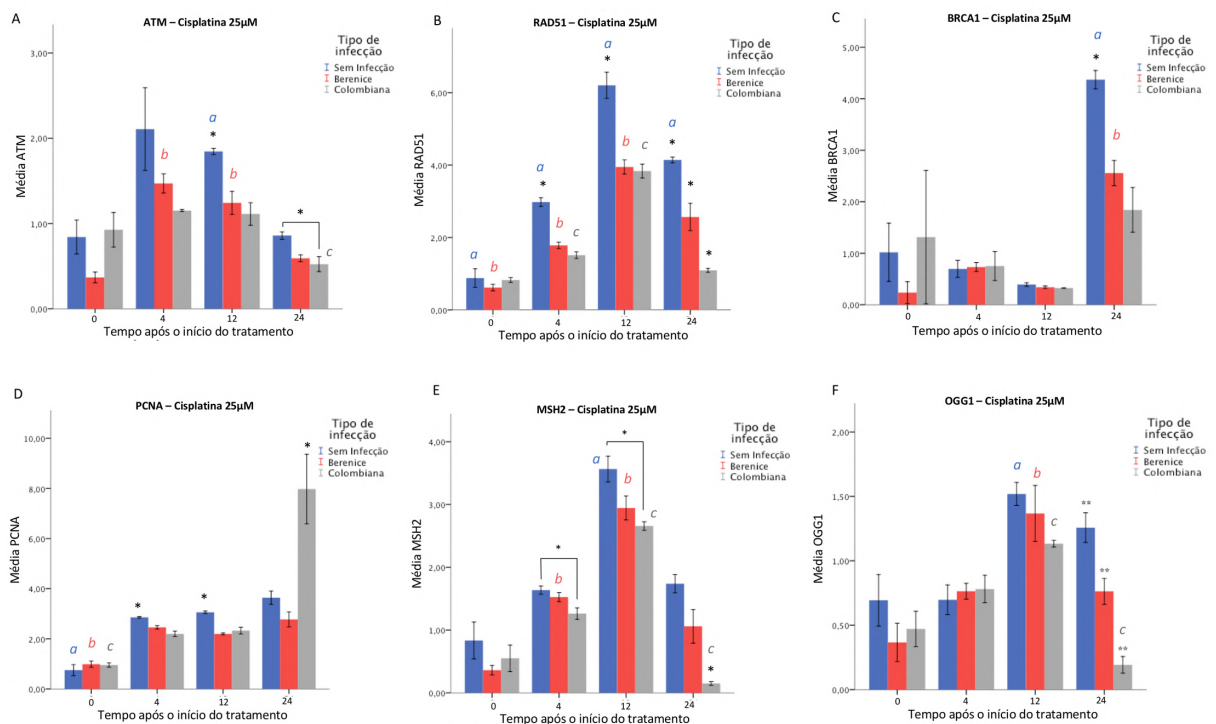 A
ATM – Cisplatina 25µM
Tipo de
infecção
Sem Infecção
Berenice
Colombiana
3,00
2,00
1,00
0,00
Média ATM
b
a
*
b
*
c
0
4
12
24
Tempo após o início do tratamento
B
RAD51 – Cisplatina 25µM
Tipo de
infecção
Sem Infecção
Berenice
Colombiana
6,00
4,00
2,00
0,00
Média RAD51
a
b
a
*
b
c
a
*
b
c
a
*
*
*
0
4
12
24
Tempo após o início do tratamento
C
BRCA1 – Cisplatina 25µM
Tipo de
infecção
Sem Infecção
Berenice
Colombiana
5,00
4,00
3,00
2,00
1,00
0,00
Média BRCA1
a
*
b
0
4
12
24
Tempo após o início do tratamento
D
PCNA – Cisplatina 25µM
Tipo de
infecção
Sem Infecção
Berenice
Colombiana
10,00
8,00
6,00
4,00
2,00
0,00
Média PCNA
a
b
c
*
*
*
0
4
12
24
Tempo após o início do tratamento
E
MSH2 – Cisplatina 25µM
Tipo de
infecção
Sem Infecção
Berenice
Colombiana
4,00
3,00
2,00
1,00
0,00
Média MSH2
*
b
*
a
b
c
c
*
0
4
12
24
Tempo após o início do tratamento
F
OGG1 – Cisplatina 25µM
Tipo de
infecção
Sem Infecção
Berenice
Colombiana
2,00
1,50
1,00
0,50
0,00
Média OGG1
a
b
c
**
**
c
**
0
4
12
24
Tempo após o início do tratamento